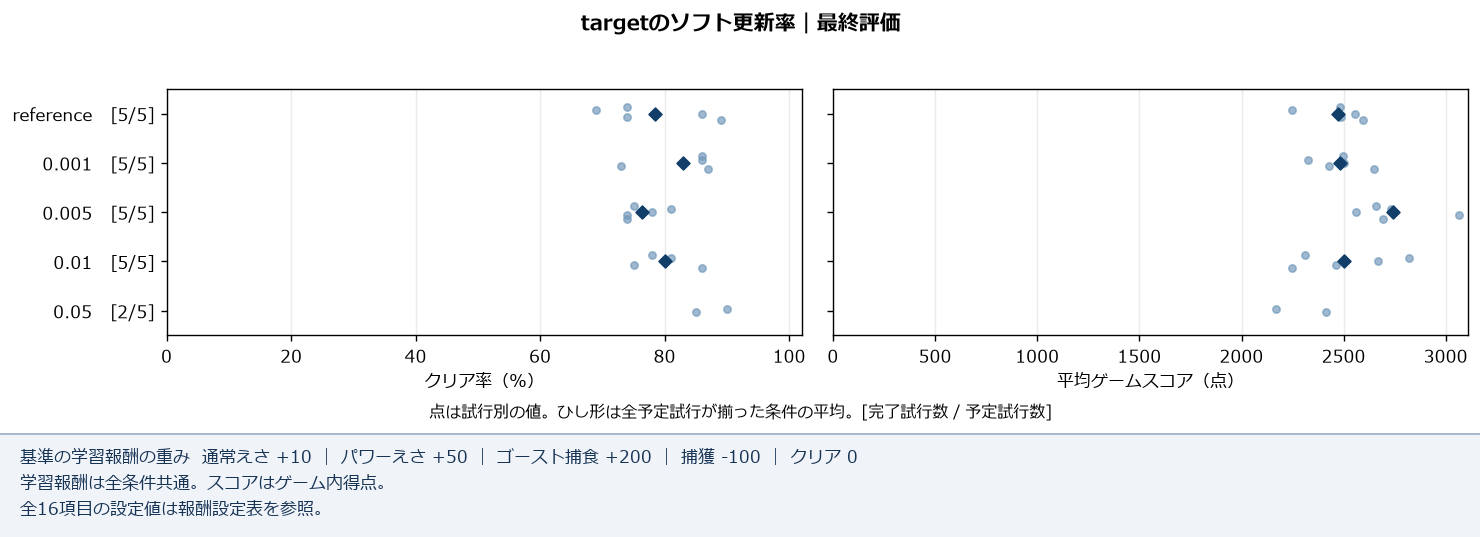 targetのソフト更新率｜最終評価
reference [5/5]
0.001 [5/5]
0.005 [5/5]
0.01 [5/5]
0.05 [2/5]
0 20 40 60 80 100
クリア率（%）
0 500 1000 1500 2000 2500 3000
平均ゲームスコア（点）
点は試行別の値。ひし形は全予定試行が揃った条件の平均。[完了試行数 / 予定試行数]
基準の学習報酬の重み 通常えさ +10 ｜ パワーえさ +50 ｜ ゴースト捕食 +200 ｜ 捕獲 -100 ｜ クリア 0
学習報酬は全条件共通。スコアはゲーム内得点。
全16項目の設定値は報酬設定表を参照。